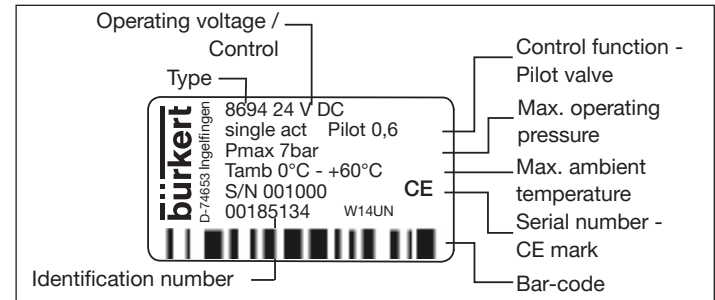 Operating voltage /
Control
Type
Control function -
Pilot valve
Max. operating
pressure
Max. ambient
temperature
Serial number -
CE mark
Bar-code
Identification number
bürkert
D-74653 Ingelfingen
8694 24 V DC
single act Pilot 0,6
Pmax 7bar
Tamb 0°C - +60°C
S/N 001000 CE
00185134 W14UN